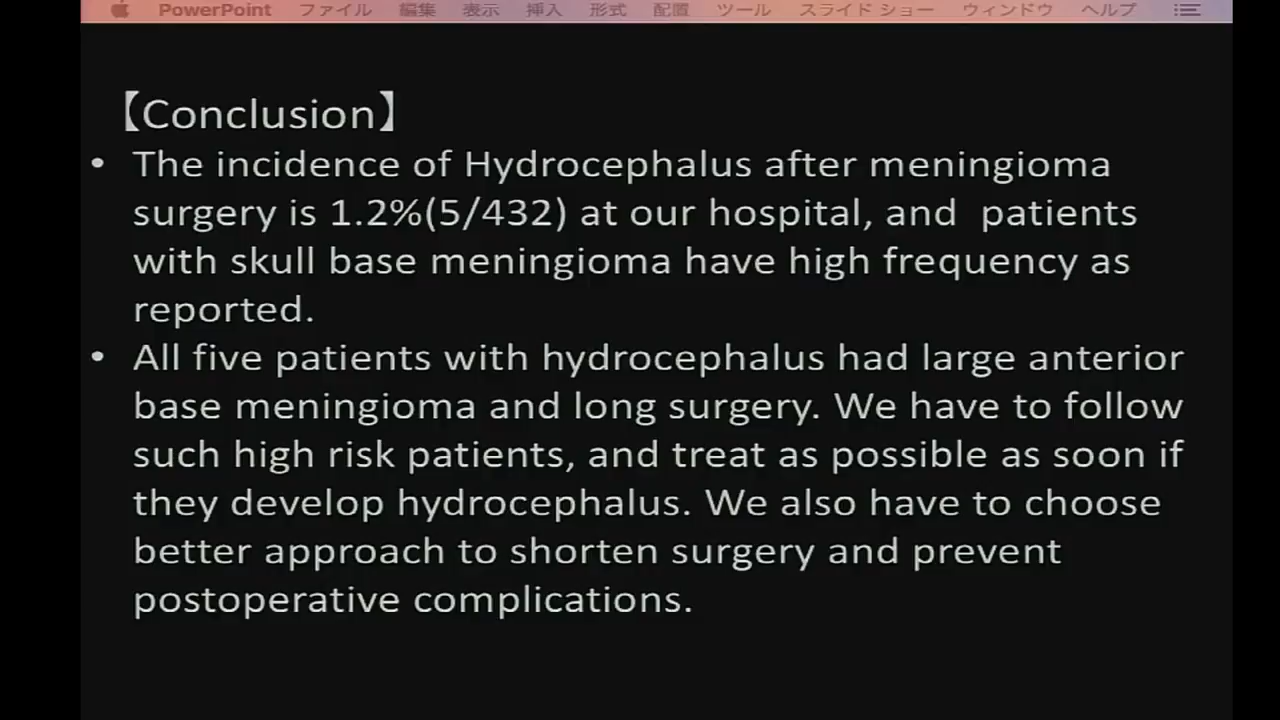 PowerPoint ファイル 編集 表示 挿入 形式 配置 ツール スライド ショー ウィンドウ ヘルプ
【Conclusion】
• The incidence of Hydrocephalus after meningioma
surgery is 1.2%(5/432) at our hospital, and patients
with skull base meningioma have high frequency as
reported.
• All five patients with hydrocephalus had large anterior
base meningioma and long surgery. We have to follow
such high risk patients, and treat as possible as soon if
they develop hydrocephalus. We also have to choose
better approach to shorten surgery and prevent
postoperative complications.